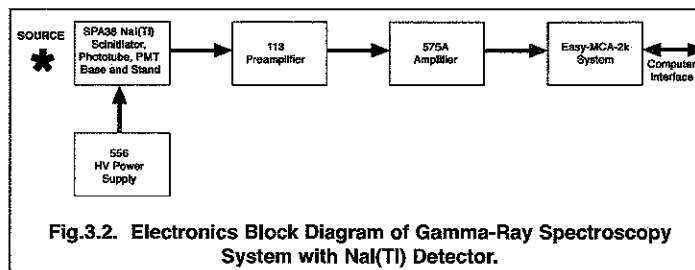 SOURCE
*
SPA38 NaI(Tl)
Scintillator,
Phototube, PMT
Base and Stand
113
Preamplifier
575A
Amplifier
Easy-MCA-2k
System
Computer
Interface
556
HV Power
Supply
Fig.3.2. Electronics Block Diagram of Gamma-Ray Spectroscopy
System with NaI(Tl) Detector.